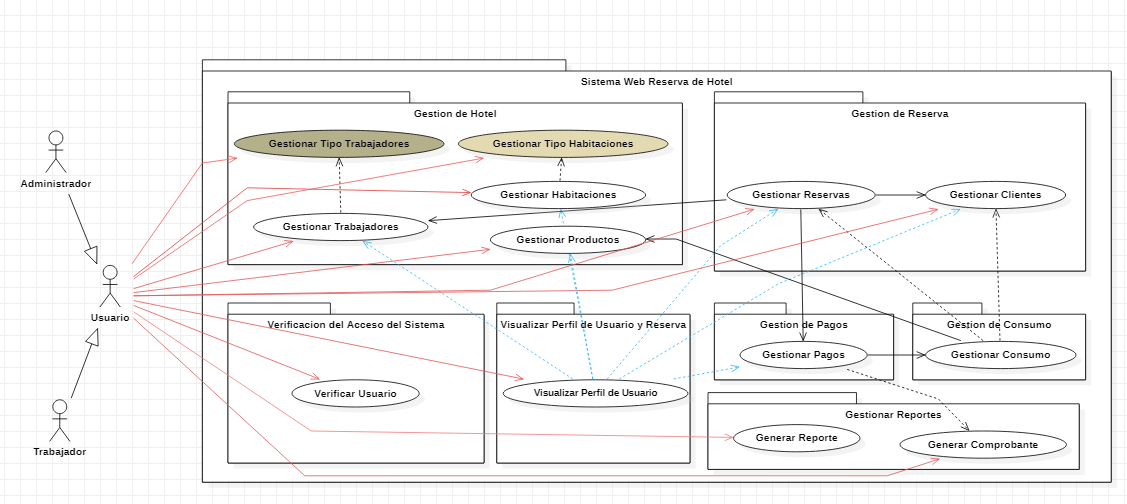 Sistema Web Reserva de Hotel
Gestion de Hotel
Gestion de Reserva
Gestionar Tipo Trabajadores
Gestionar Tipo Habitaciones
Administrador
Gestionar Habitaciones
Gestionar Reservas
Gestionar Clientes
Gestionar Trabajadores
Gestionar Productos
Usuario
Verificacion del Acceso del Sistema
Visualizar Perfil de Usuario y Reserva
Gestion de Pagos
Gestion de Consumo
Gestionar Pagos
Gestionar Consumo
Verificar Usuario
Visualizar Perfil de Usuario
Gestionar Reportes
Generar Reporte
Generar Comprobante
Trabajador